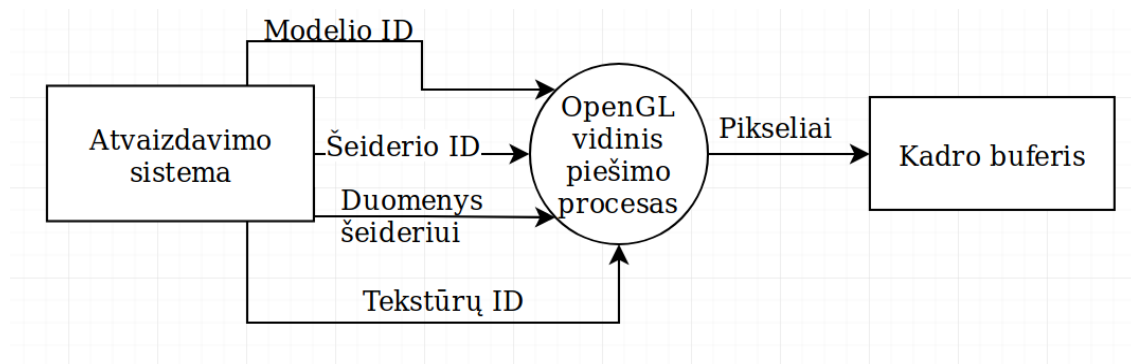 Modelio ID
Atvaizdavimo
sistema
Šeiderio ID
Duomenys
šeideriui
Tekstūrų ID
OpenGL
vidinis
piešimo
procesas
Pikseliai
Kadro buferis